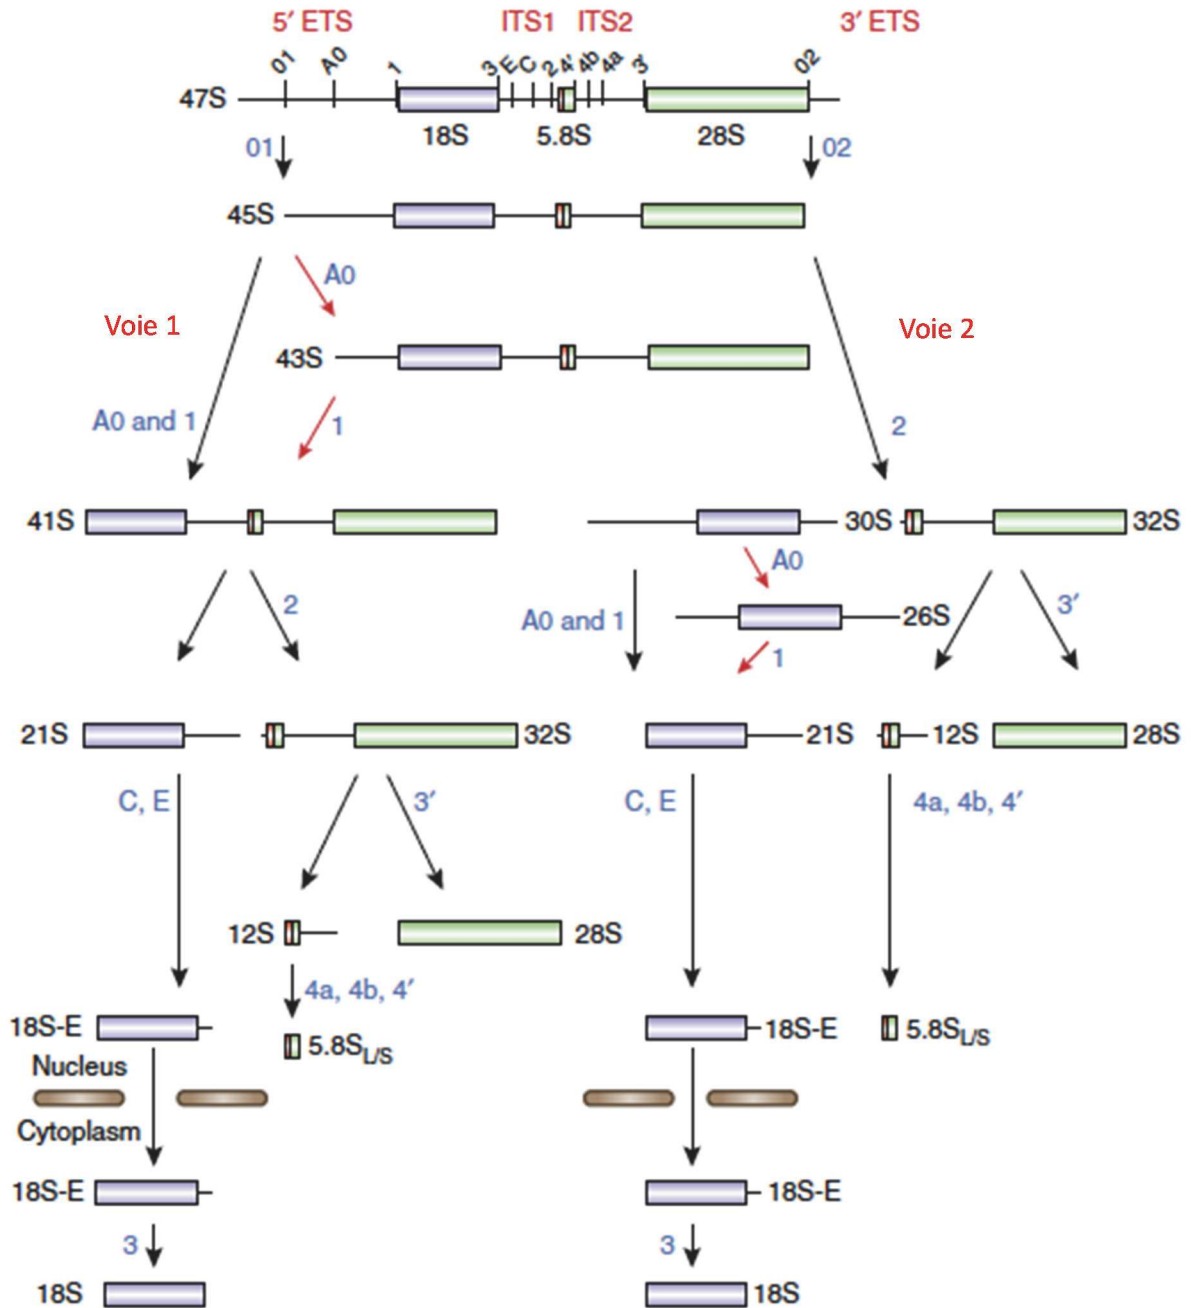 5′ ETS ITS1 ITS2 3′ ETS
01 A0 1 3 E C 2 4′ 4b 4a 3′ 02
47S
18S 5.8S 28S
01 02
45S
A0
Voie 1 Voie 2
43S
A0 and 1 1 2
41S 30S 32S
A0
2 A0 and 1 26S 3′
1
21S 32S 21S 12S 28S
C, E 3′ C, E 4a, 4b, 4′
12S 28S
4a, 4b, 4′
18S-E 5.8SL/S 18S-E 5.8SL/S
Nucleus
Cytoplasm
18S-E 18S-E
3 3
18S 18S